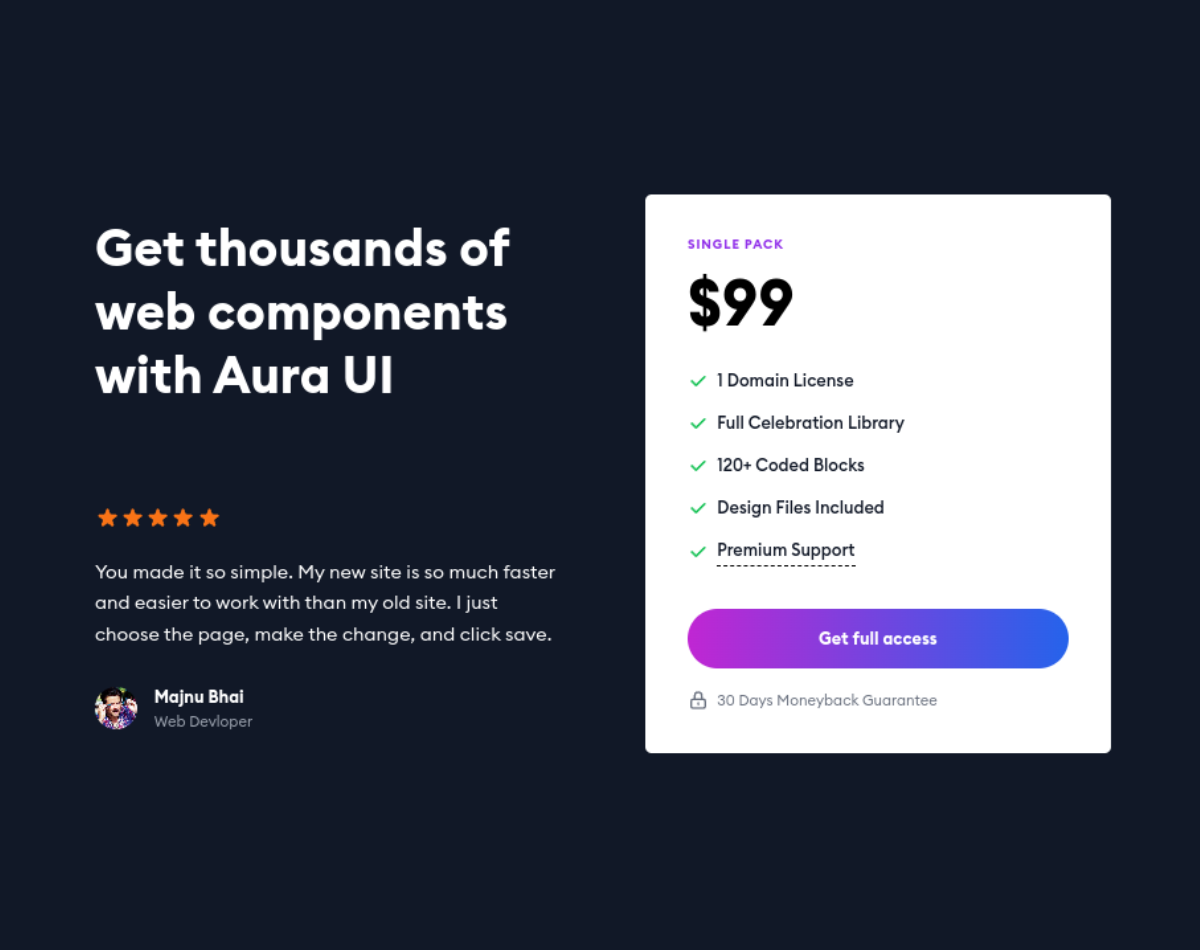 Get thousands of
web components
with Aura UI
You made it so simple. My new site is so much faster
and easier to work with than my old site. I just
choose the page, make the change, and click save.
Majnu Bhai
Web Devloper
SINGLE PACK
$99
1 Domain License
Full Celebration Library
120+ Coded Blocks
Design Files Included
Premium Support
Get full access
30 Days Moneyback Guarantee